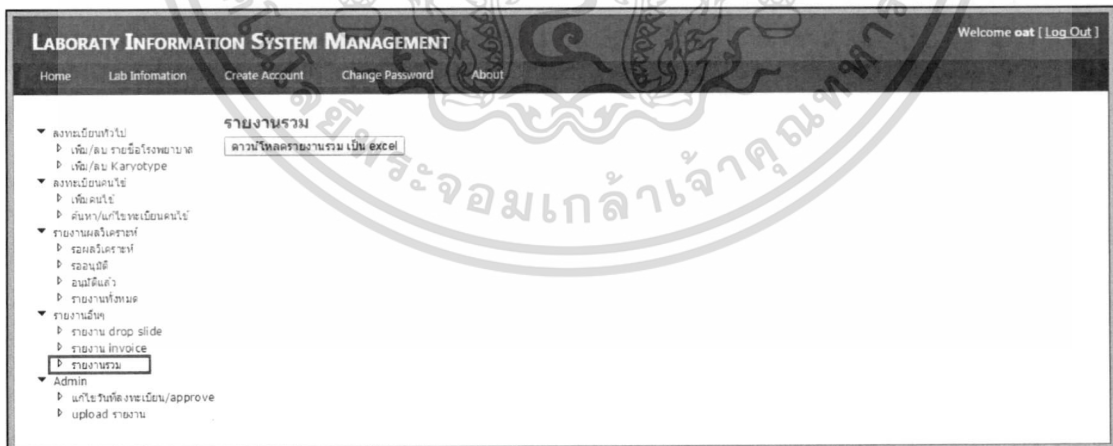 LABORATY INFORMATION SYSTEM MANAGEMENT
Welcome oat [ Log Out ]
Home Lab Infomation Create Account Change Password About
รายงานรวม
ดาวน์โหลดรายงานรวม เป็น excel
ลงทะเบียนทั่วไป
เพิ่ม/ลบ รายชื่อโรงพยาบาล
เพิ่ม/ลบ Karyotype
ลงทะเบียนคนไข้
เพิ่มคนไข้
ค้นหา/แก้ไขทะเบียนคนไข้
รายงานผลวิเคราะห์
รอผลวิเคราะห์
รออนุมัติ
อนุมัติแล้ว
รายงานทั้งหมด
รายงานอื่นๆ
รายงาน drop slide
รายงาน invoice
รายงานรวม
Admin
แก้ไขวันที่ลงทะเบียน/approve
upload รายงาน
พระจอมเกล้าเจ้าคุณทหาร